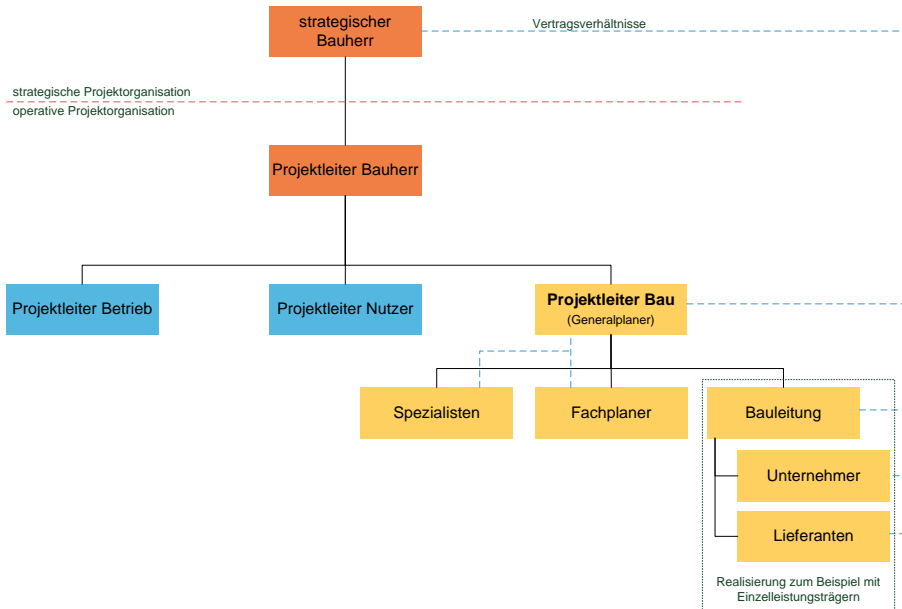 strategischer
Bauherr
Vertragsverhältnisse
strategische Projektorganisation
operative Projektorganisation
Projektleiter Bauherr
Projektleiter Betrieb
Projektleiter Nutzer
Projektleiter Bau
(Generalplaner)
Spezialisten
Fachplaner
Bauleitung
Unternehmer
Lieferanten
Realisierung zum Beispiel mit
Einzelleistungsträgern